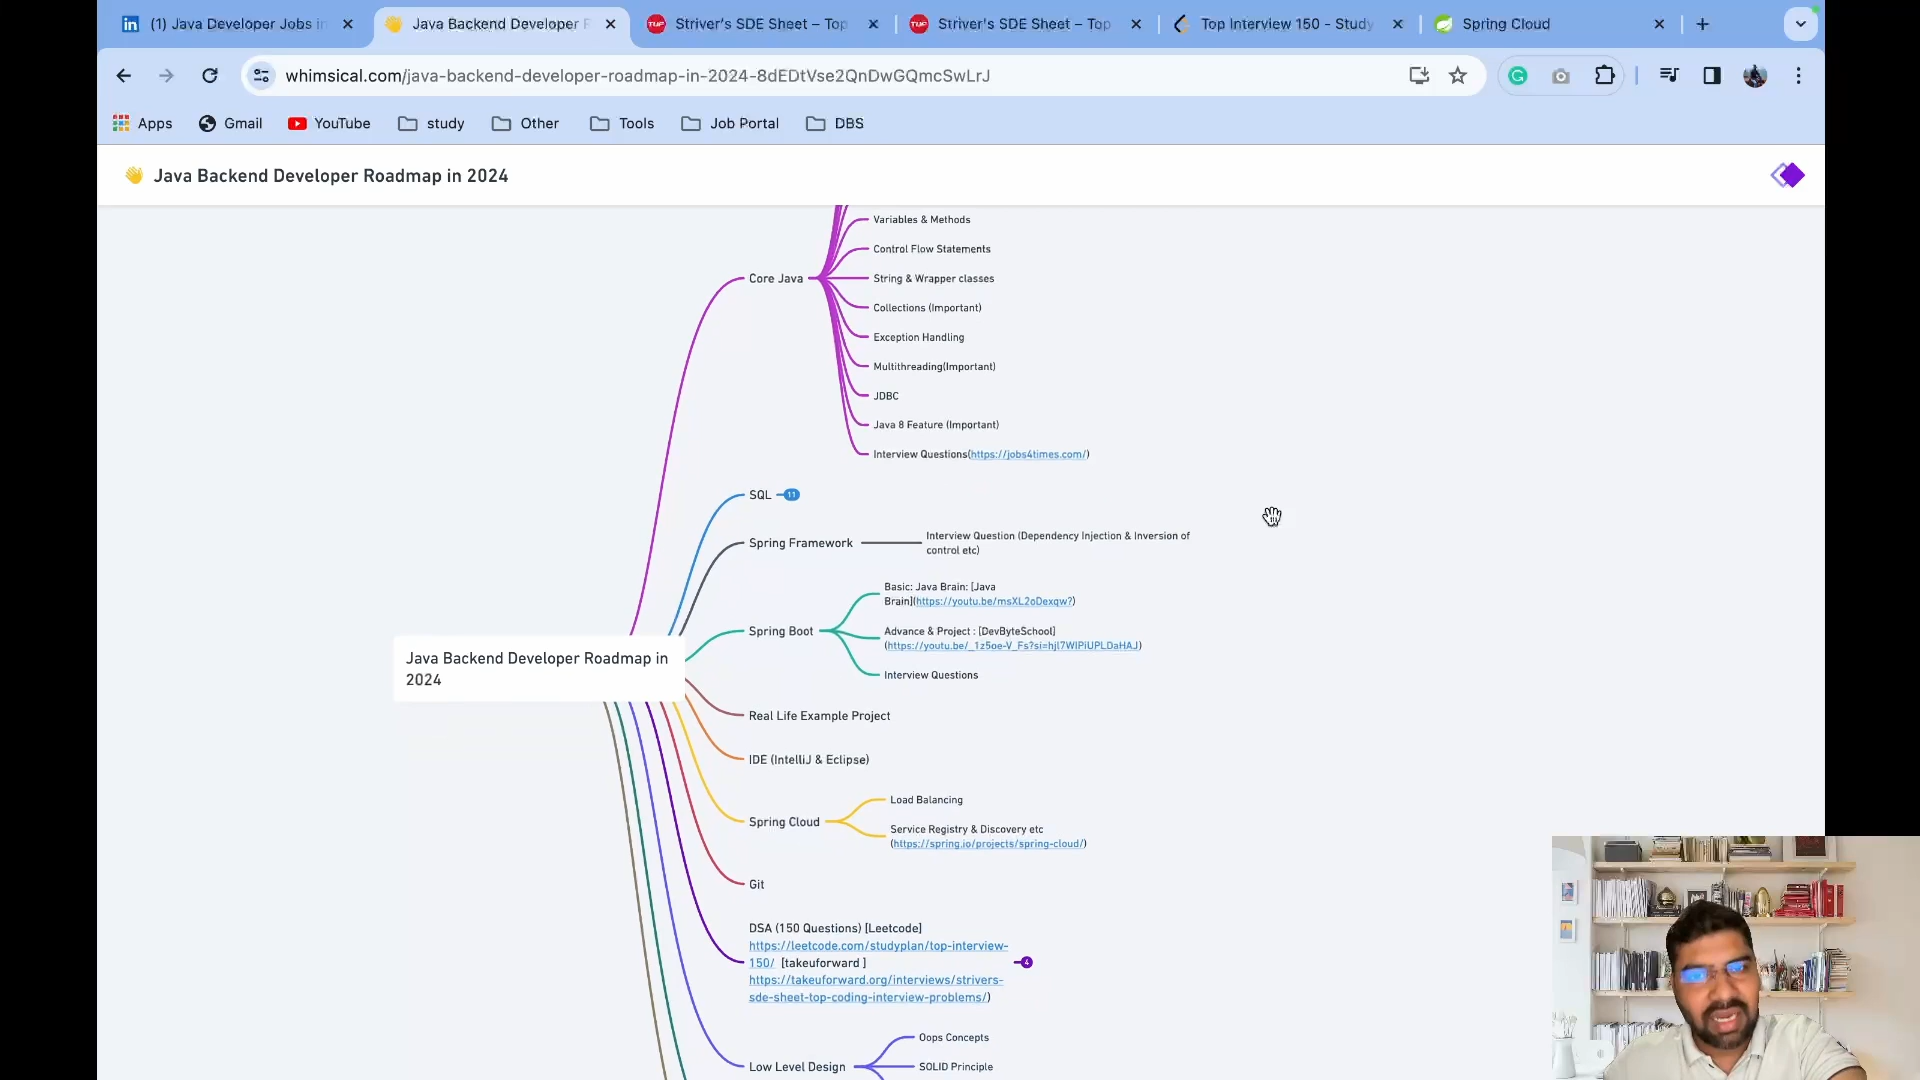 (1) Java Developer Jobs in
Java Backend Developer R
Striver's SDE Sheet – Top
Striver's SDE Sheet – Top
Top Interview 150 - Study
Spring Cloud
whimsical.com/java-backend-developer-roadmap-in-2024-8dEDtVse2QnDwGQmcSwLrJ
Apps
Gmail
YouTube
study
Other
Tools
Job Portal
DBS
👋 Java Backend Developer Roadmap in 2024
Variables & Methods
Control Flow Statements
Core Java
String & Wrapper classes
Collections (Important)
Exception Handling
Multithreading(Important)
JDBC
Java 8 Feature (Important)
Interview Questions(https://jobs4times.com/)
SQL
11
Spring Framework
Interview Question (Dependency Injection & Inversion of
control etc)
Basic: Java Brain: [Java
Brain](https://youtu.be/msXL2oDexqw?)
Spring Boot
Advance & Project : [DevByteSchool]
(https://youtu.be/_1z5oe-V_Fs?si=hjl7WlPiUPLDaHAJ)
Interview Questions
Java Backend Developer Roadmap in
2024
Real Life Example Project
IDE (IntelliJ & Eclipse)
Load Balancing
Spring Cloud
Service Registry & Discovery etc
(https://spring.io/projects/spring-cloud/)
Git
DSA (150 Questions) [Leetcode]
https://leetcode.com/studyplan/top-interview-
150/ [takeuforward ]
4
https://takeuforward.org/interviews/strivers-
sde-sheet-top-coding-interview-problems/)
Oops Concepts
Low Level Design
SOLID Principle